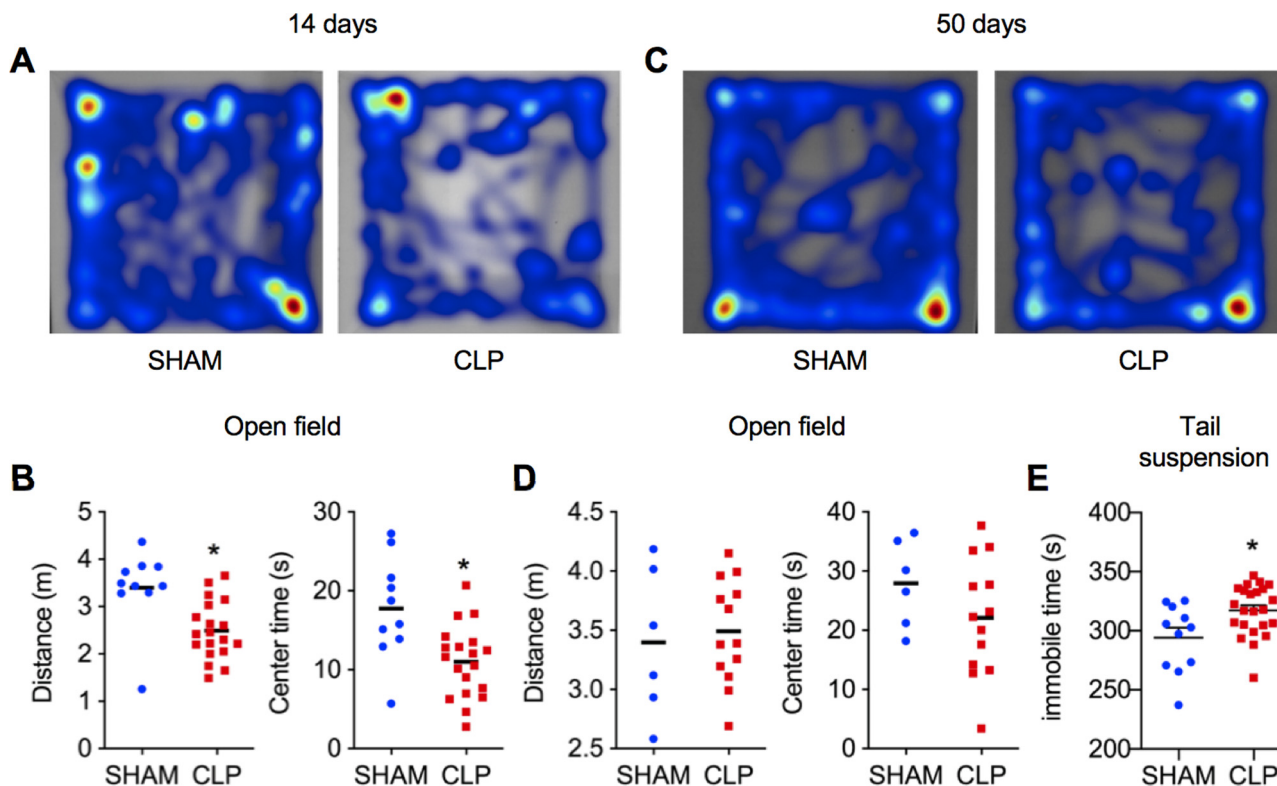 14 days
50 days
A
C
SHAM
CLP
SHAM
CLP
Open field
Open field
Tail
suspension
B
D
E
Distance (m)
5
4
3
2
1
0
SHAM CLP
*
Center time (s)
30
20
10
0
SHAM CLP
*
Distance (m)
4.5
4.0
3.5
3.0
2.5
SHAM CLP
Center time (s)
40
30
20
10
0
SHAM CLP
immobile time (s)
400
350
300
250
200
SHAM CLP
*